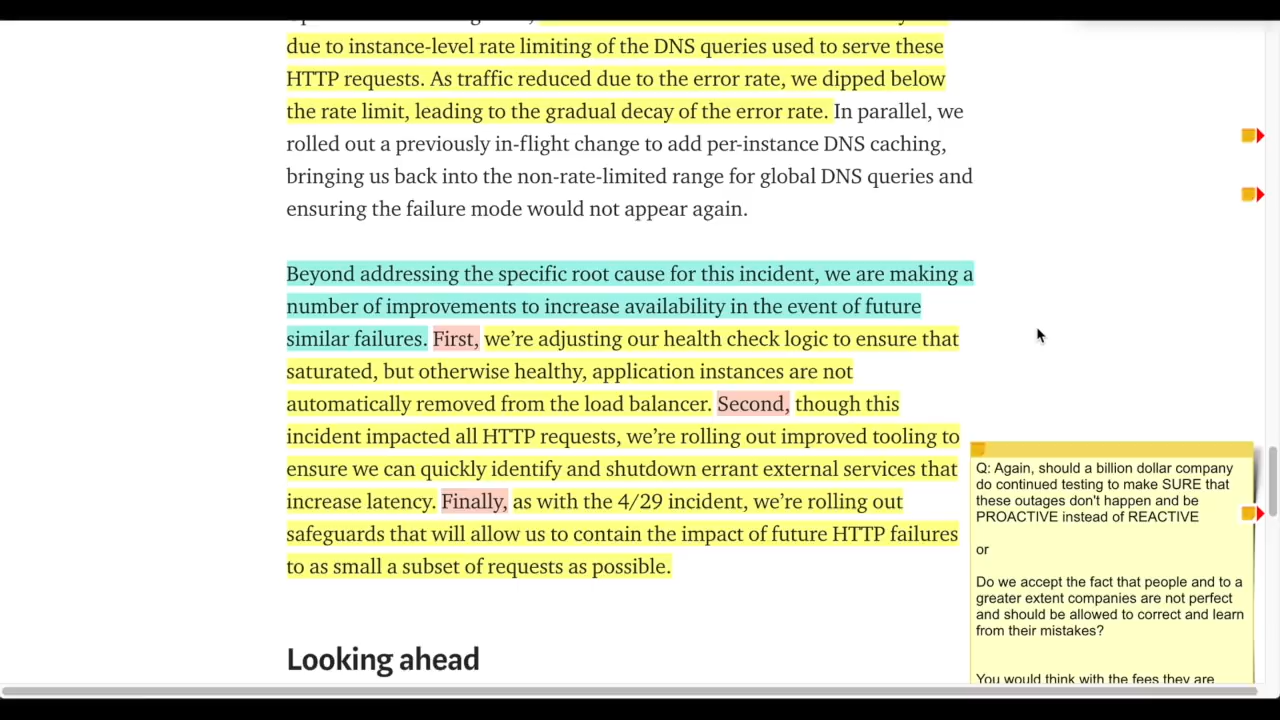 due to instance-level rate limiting of the DNS queries used to serve these
HTTP requests. As traffic reduced due to the error rate, we dipped below
the rate limit, leading to the gradual decay of the error rate. In parallel, we
rolled out a previously in-flight change to add per-instance DNS caching,
bringing us back into the non-rate-limited range for global DNS queries and
ensuring the failure mode would not appear again.
Beyond addressing the specific root cause for this incident, we are making a
number of improvements to increase availability in the event of future
similar failures. First, we’re adjusting our health check logic to ensure that
saturated, but otherwise healthy, application instances are not
automatically removed from the load balancer. Second, though this
incident impacted all HTTP requests, we’re rolling out improved tooling to
ensure we can quickly identify and shutdown errant external services that
increase latency. Finally, as with the 4/29 incident, we’re rolling out
safeguards that will allow us to contain the impact of future HTTP failures
to as small a subset of requests as possible.
Looking ahead
Q: Again, should a billion dollar company
do continued testing to make SURE that
these outages don't happen and be
PROACTIVE instead of REACTIVE
or
Do we accept the fact that people and to a
greater extent companies are not perfect
and should be allowed to correct and learn
from their mistakes?
You would think with the fees they are